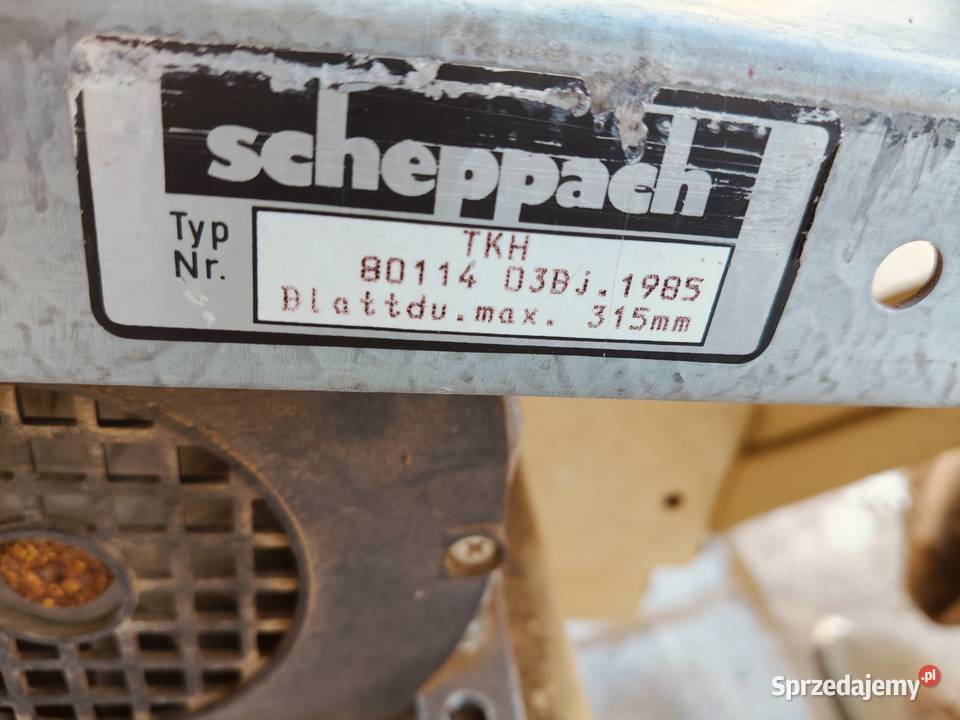 scheppach
Typ TKH
Nr. 80114 03Bj.1985
Blattdu.max. 315mm
Sprzedajemy.pl